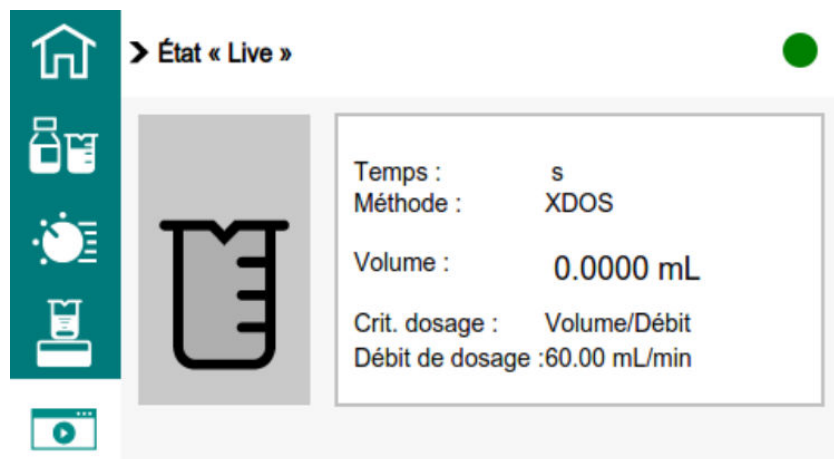 État « Live »
Temps : s
Méthode : XDOS
Volume : 0.0000 mL
Crit. dosage : Volume/Débit
Débit de dosage :60.00 mL/min